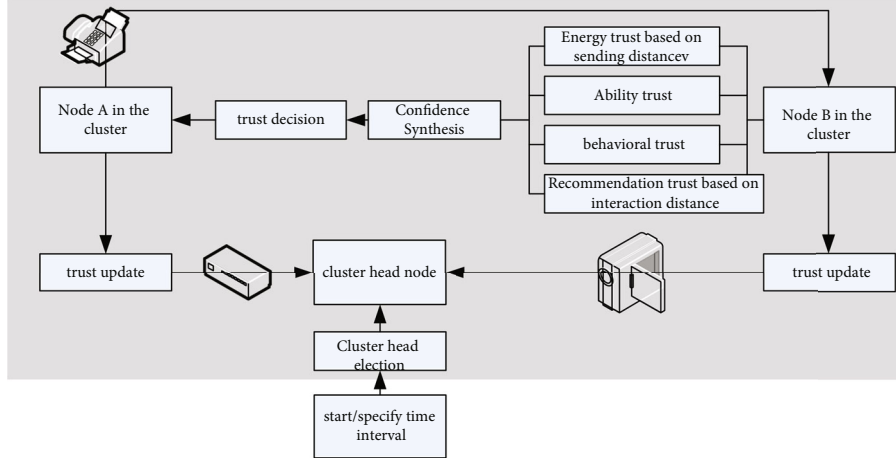 Energy trust based on
sending distancev
Node A in the
cluster
trust decision
Confidence
Synthesis
Ability trust
behavioral trust
Recommendation trust based on
interaction distance
Node B in the
cluster
trust update
cluster head node
trust update
Cluster head
election
start/specify time
interval